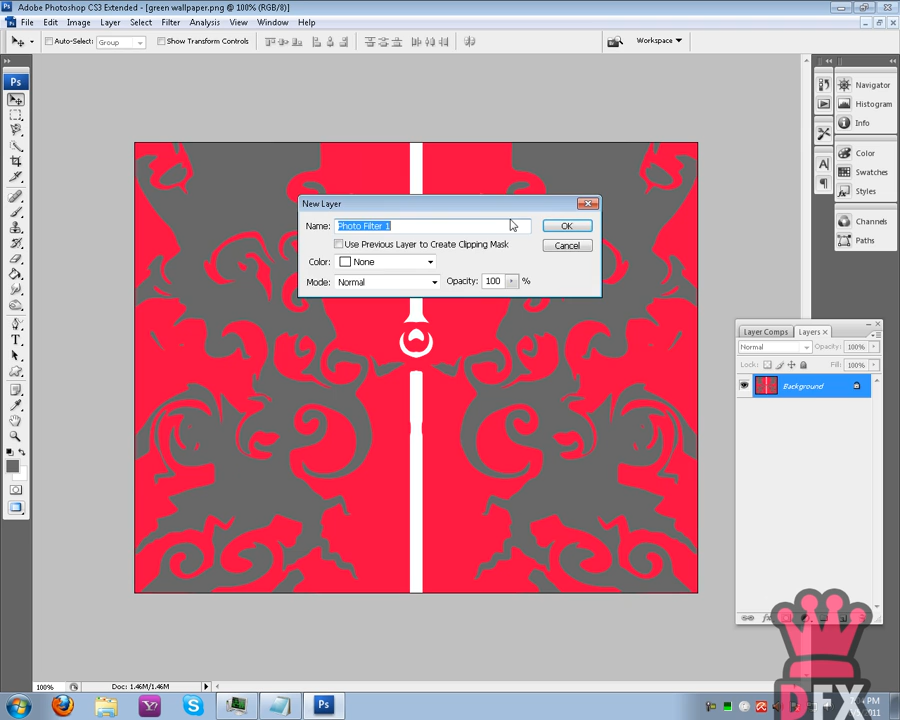 Adobe Photoshop CS3 Extended - [green wallpaper.png @ 100% (RGB/8)]
File Edit Image Layer Select Filter Analysis View Window Help
Auto-Select: Group Show Transform Controls Workspace
Ps
New Layer
Name: Photo Filter 1 OK
Use Previous Layer to Create Clipping Mask Cancel
Color: None
Mode: Normal Opacity: 100 %
Navigator
Histogram
Info
Color
Swatches
Styles
Channels
Paths
Layer Comps Layers x
Normal Opacity: 100%
Lock: Fill: 100%
Background
T
A
fx
100% Doc: 1.46M/1.46M
Ps
DFX